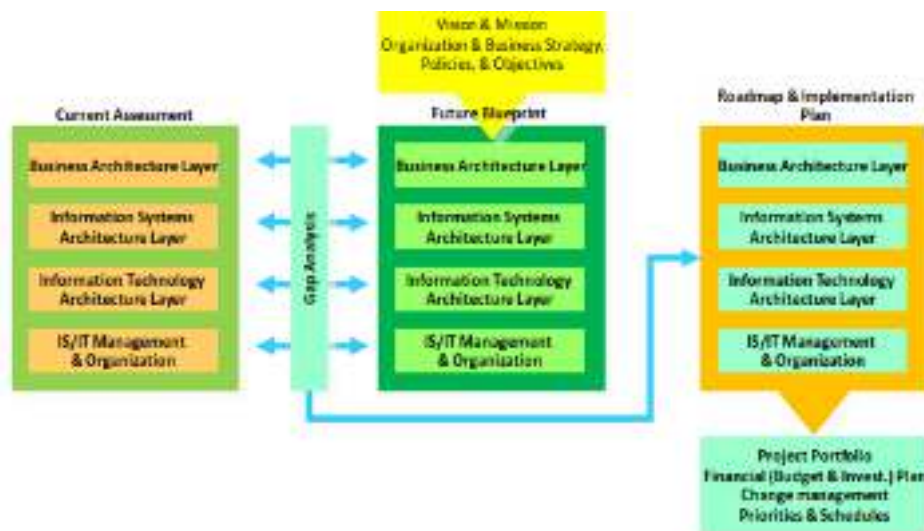 Vision & Mission
Organization & Business Strategy,
Policies, & Objectives
Current Assessment
Future Blueprint
Roadmap & Implementation
Plan
Business Architecture Layer
Information Systems
Architecture Layer
Information Technology
Architecture Layer
IS/IT Management
& Organization
Gap Analysis
Business Architecture Layer
Information Systems
Architecture Layer
Information Technology
Architecture Layer
IS/IT Management
& Organization
Business Architecture Layer
Information Systems
Architecture Layer
Information Technology
Architecture Layer
IS/IT Management
& Organization
Project Portfolio
Financial (Budget & Invest.) Plan
Change management
Priorities & Schedules